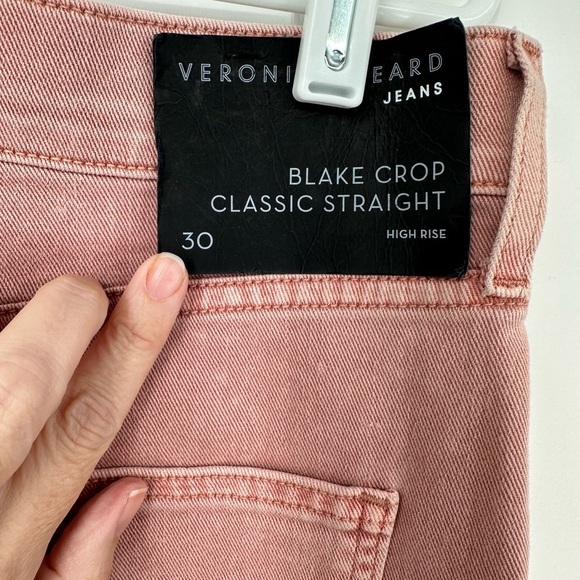 VERONI EARD
JEANS
BLAKE CROP
CLASSIC STRAIGHT
30 HIGH RISE